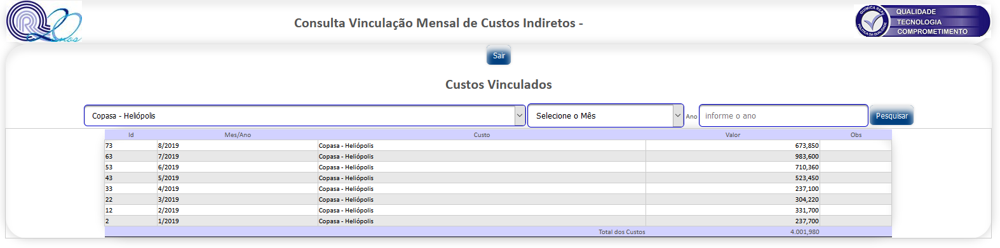 Consulta Vinculação Mensal de Custos Indiretos -
QUÍMICA REAL
POLÍTICA DA QUALIDADE
QUALIDADE
TECNOLOGIA
COMPROMETIMENTO
Sair
Custos Vinculados
Copasa - Heliópolis Selecione o Mês Ano informe o ano Pesquisar
Id Mes/Ano Custo Valor Obs
73 8/2019 Copasa - Heliópolis 673,850
63 7/2019 Copasa - Heliópolis 983,600
53 6/2019 Copasa - Heliópolis 710,360
43 5/2019 Copasa - Heliópolis 523,450
33 4/2019 Copasa - Heliópolis 237,100
22 3/2019 Copasa - Heliópolis 304,220
12 2/2019 Copasa - Heliópolis 331,700
2 1/2019 Copasa - Heliópolis 237,700
Total dos Custos 4.001,980